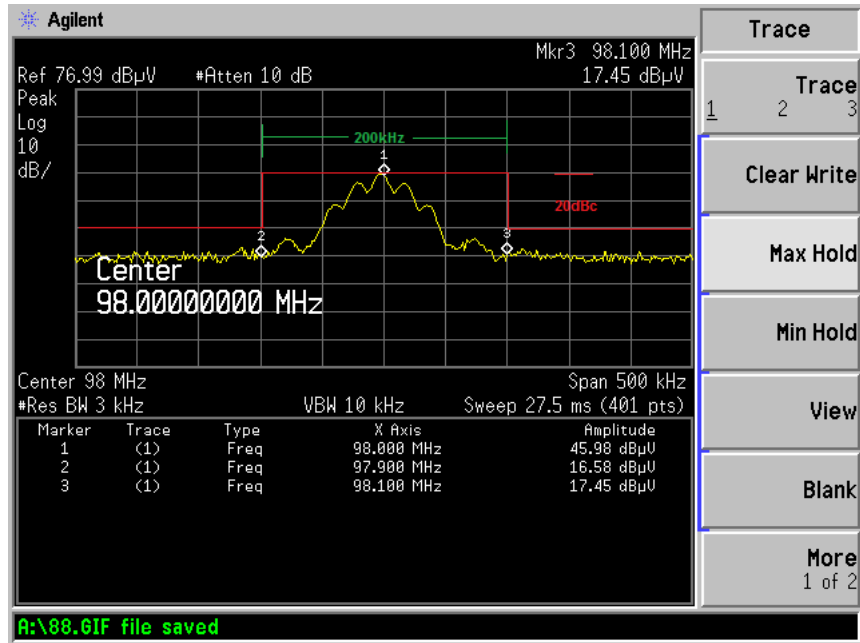 Agilent
Trace
Mkr3 98.100 MHz
Ref 76.99 dBµV #Atten 10 dB 17.45 dBµV
Peak
Log
10
dB/
200kHz
1
20dBc
2
3
Center
98.00000000 MHz
Center 98 MHz Span 500 kHz
#Res BW 3 kHz VBW 10 kHz Sweep 27.5 ms (401 pts)
Marker Trace Type X Axis Amplitude
1 (1) Freq 98.000 MHz 45.98 dBµV
2 (1) Freq 97.900 MHz 16.58 dBµV
3 (1) Freq 98.100 MHz 17.45 dBµV
Trace
1 2 3
Clear Write
Max Hold
Min Hold
View
Blank
More
1 of 2
A:\88.GIF file saved